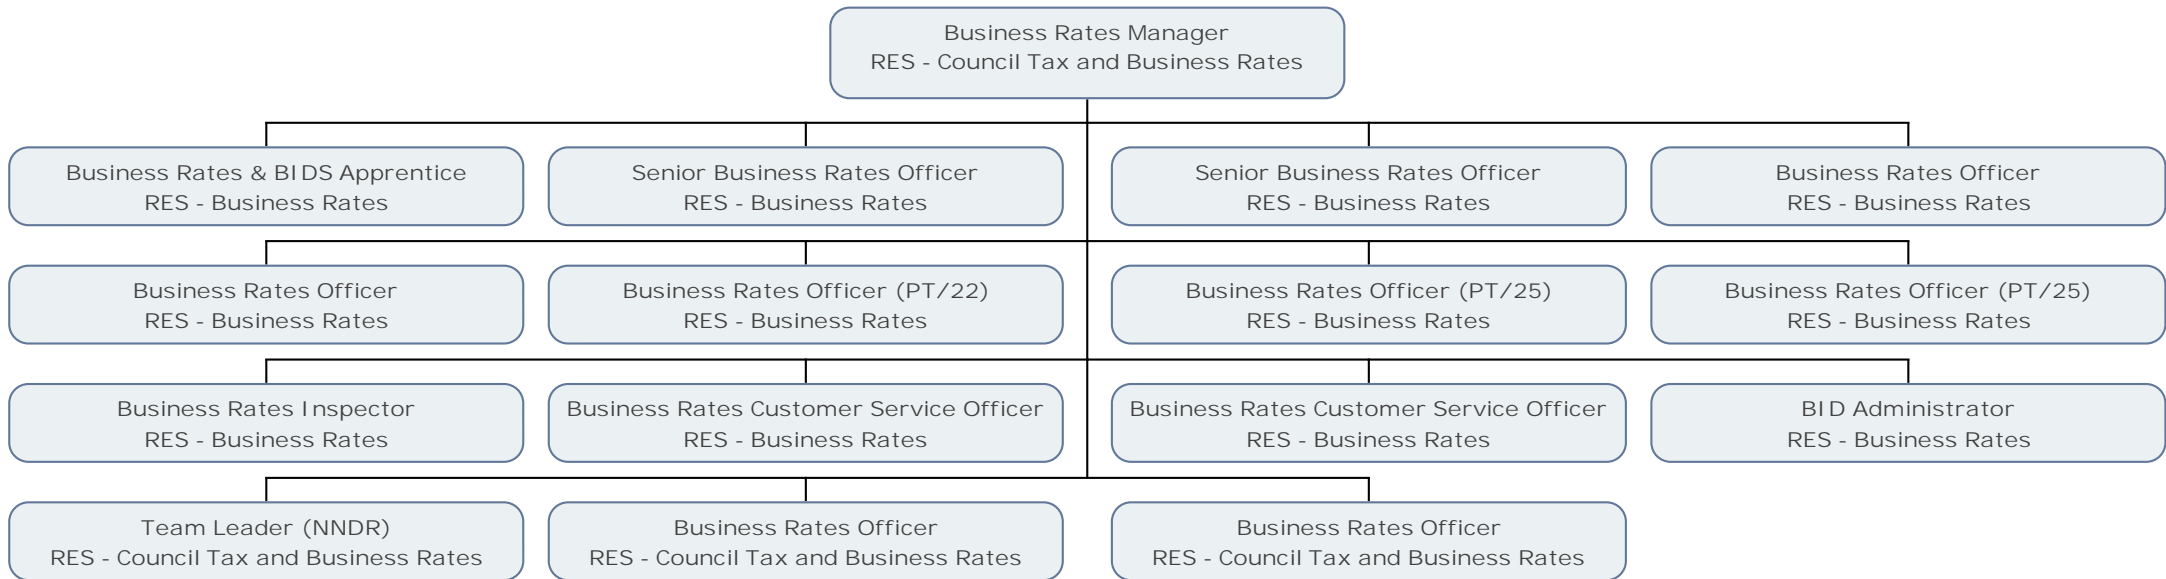 Business Rates Manager
RES - Council Tax and Business Rates
Business Rates & BIDS Apprentice
RES - Business Rates
Senior Business Rates Officer
RES - Business Rates
Senior Business Rates Officer
RES - Business Rates
Business Rates Officer
RES - Business Rates
Business Rates Officer
RES - Business Rates
Business Rates Officer (PT/22)
RES - Business Rates
Business Rates Officer (PT/25)
RES - Business Rates
Business Rates Officer (PT/25)
RES - Business Rates
Business Rates Inspector
RES - Business Rates
Business Rates Customer Service Officer
RES - Business Rates
Business Rates Customer Service Officer
RES - Business Rates
BID Administrator
RES - Business Rates
Team Leader (NNDR)
RES - Council Tax and Business Rates
Business Rates Officer
RES - Council Tax and Business Rates
Business Rates Officer
RES - Council Tax and Business Rates